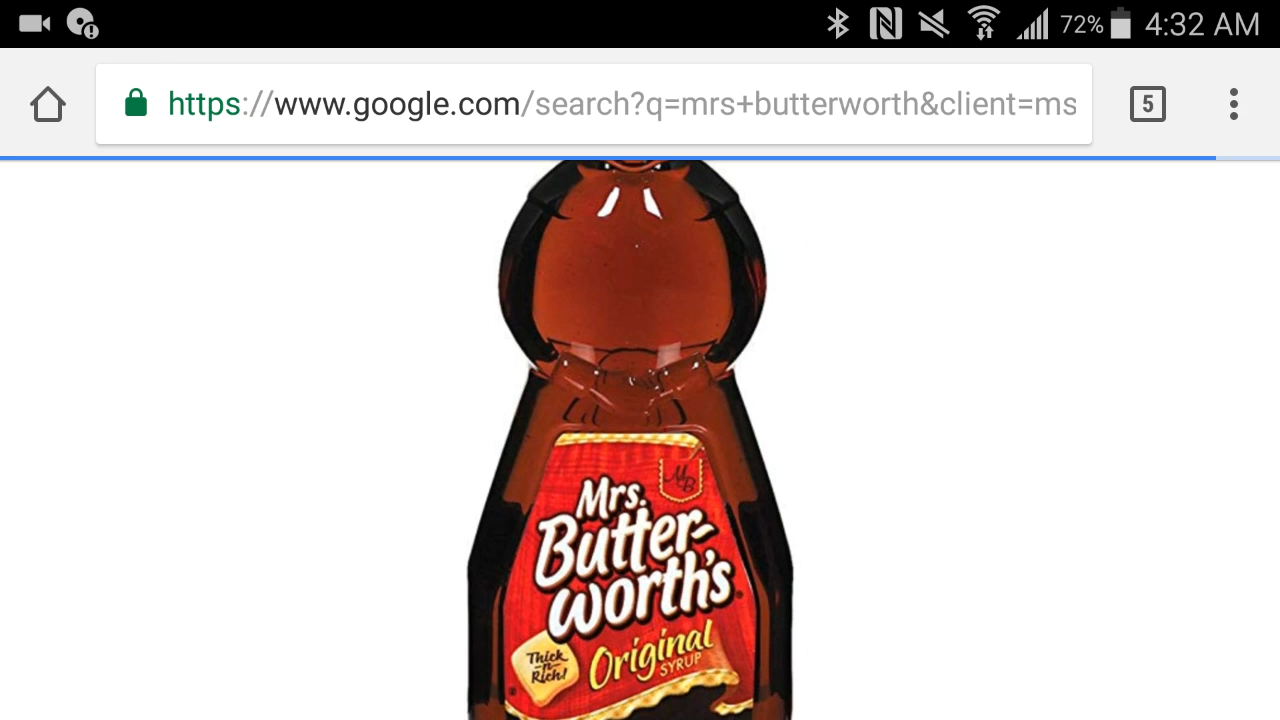 72% 4:32 AM
https://www.google.com/search?q=mrs+butterworth&client=ms
5
MB
Mrs.
Butter-
worth's
Original
SYRUP
Thick
-n-
Rich!